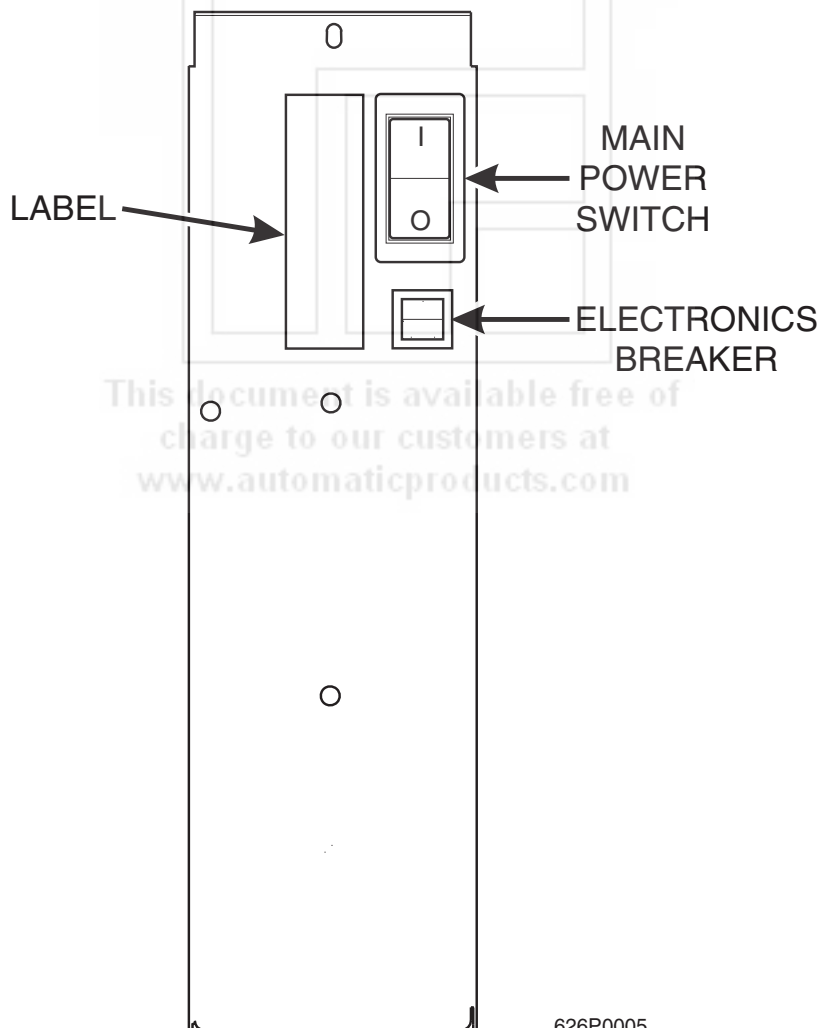 I
MAIN
POWER
SWITCH
LABEL
O
ELECTRONICS
BREAKER
This document is available free of
charge to our customers at
www.automaticproducts.com
626P0005